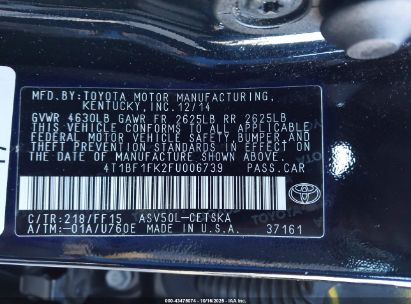 MFD.BY: TOYOTA MOTOR MANUFACTURING,
KENTUCKY, INC. 12/14
GVWR 4630LB GAWR FR 2625LB RR 2625LB
THIS VEHICLE CONFORMS TO ALL APPLICABLE
FEDERAL MOTOR VEHICLE SAFETY, BUMPER, AND
THEFT PREVENTION STANDARDS IN EFFECT ON
THE DATE OF MANUFACTURE SHOWN ABOVE.
4T1BF1FK2FU006739 PASS.CAR
C/TR:218/FF15 ASV50L-CETSKA
A/TM:-01A/U760E MADE IN U.S.A.
37161
TOYOTA